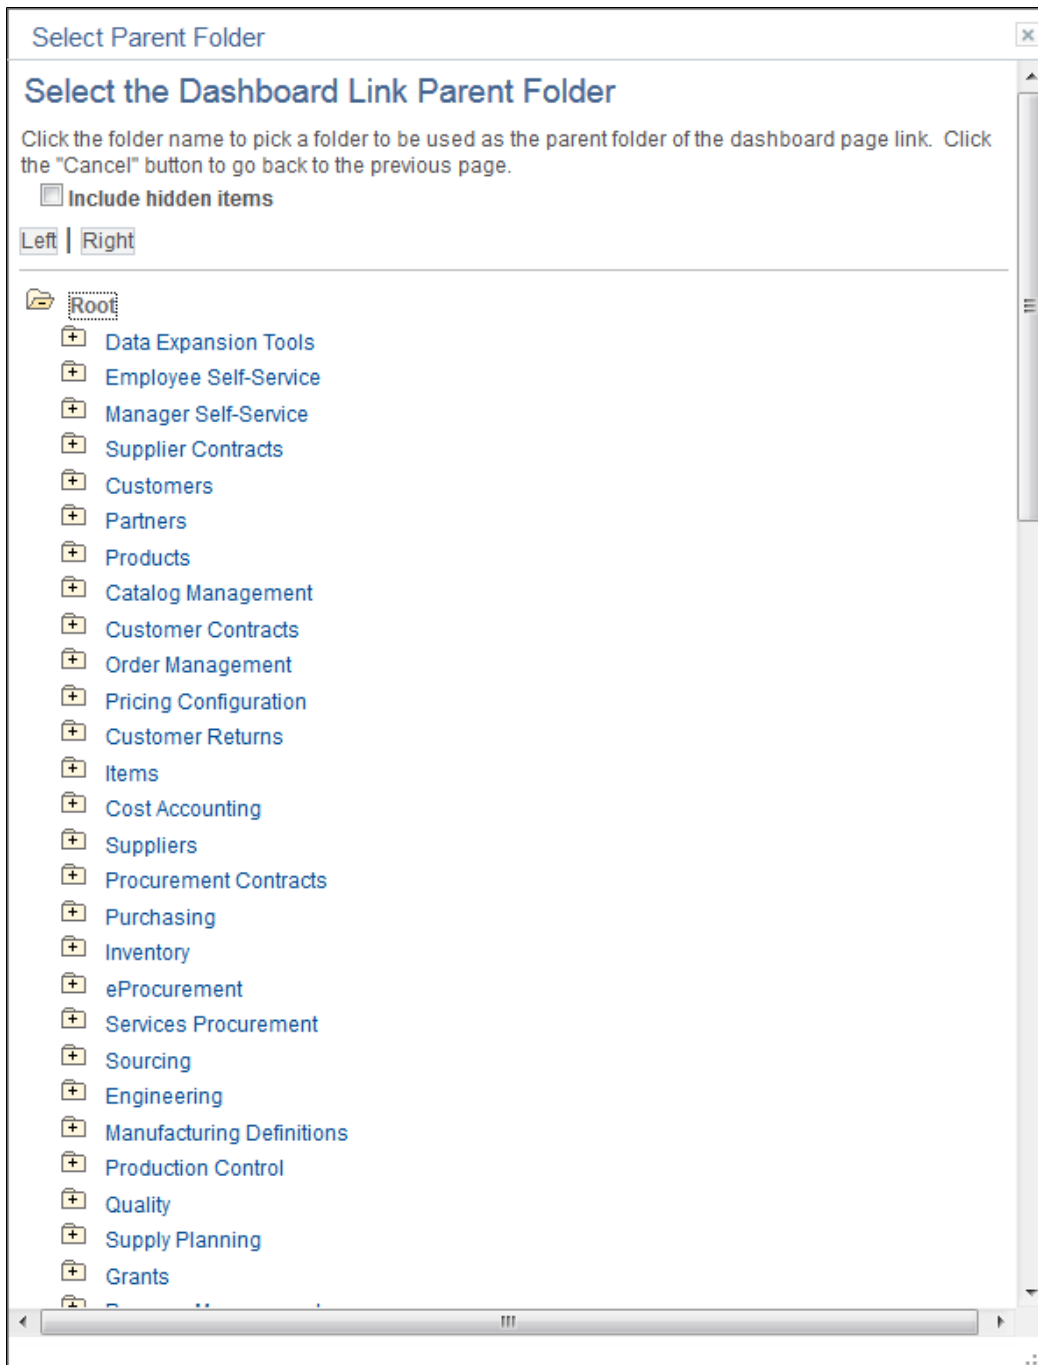 Select Parent Folder
Select the Dashboard Link Parent Folder
Click the folder name to pick a folder to be used as the parent folder of the dashboard page link. Click
the "Cancel" button to go back to the previous page.
Include hidden items
Left | Right
Root
Data Expansion Tools
Employee Self-Service
Manager Self-Service
Supplier Contracts
Customers
Partners
Products
Catalog Management
Customer Contracts
Order Management
Pricing Configuration
Customer Returns
Items
Cost Accounting
Suppliers
Procurement Contracts
Purchasing
Inventory
eProcurement
Services Procurement
Sourcing
Engineering
Manufacturing Definitions
Production Control
Quality
Supply Planning
Grants